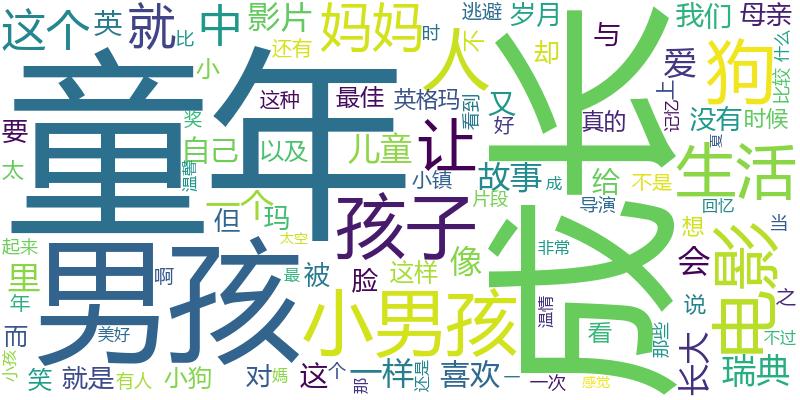 这个
英
就
比
中
影片
还有
妈妈
时
逃避
不
岁月
却
与
我们
母亲
什么
小
这种
最佳
英格玛
人
看到
又
好
真的
爱
上
记忆
狗
没有
时候
比较
夏
要
太
童年
奖
温馨
自己
以及
儿童
让
小镇
故事
片段
成
给
导演
不是
生活
回忆
成长
一个
但
玛
孩子
起来
里
年
而
小孩
男孩
美好
啊
太空
最
被
脸
这样
像
小男孩
非常
温情
想
会
电影
当
之
说
不过
看
那些
长大
瑞典
笑
就是
有人
小狗
对
媽
这个
那
一样
还是
喜欢
一
一次
感觉